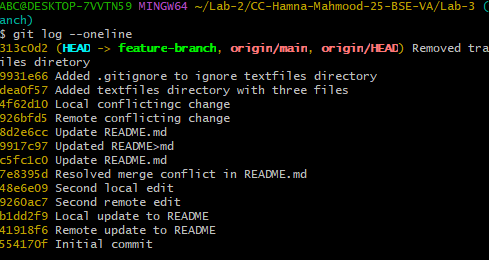 ABC@DESKTOP-7VVTN59 MINGW64 ~/Lab-2/CC-Hamna-Mahmood-25-BSE-VA/Lab-3 (
anch)
$ git log --oneline
313c0d2 (HEAD -> feature-branch, origin/main, origin/HEAD) Removed tra
iles diretory
9931e66 Added .gitignore to ignore textfiles directory
dea0f57 Added textfiles directory with three files
4f62d10 Local conflictingc change
926bfd5 Remote conflicting change
8d2e6cc Update README.md
9917c97 Updated README>md
c5fc1c0 Update README.md
7e8395d Resolved merge conflict in README.md
48e6e09 Second local edit
9260ac7 Second remote edit
b1dd2f9 Local update to README
41918f6 Remote update to README
554170f Initial commit